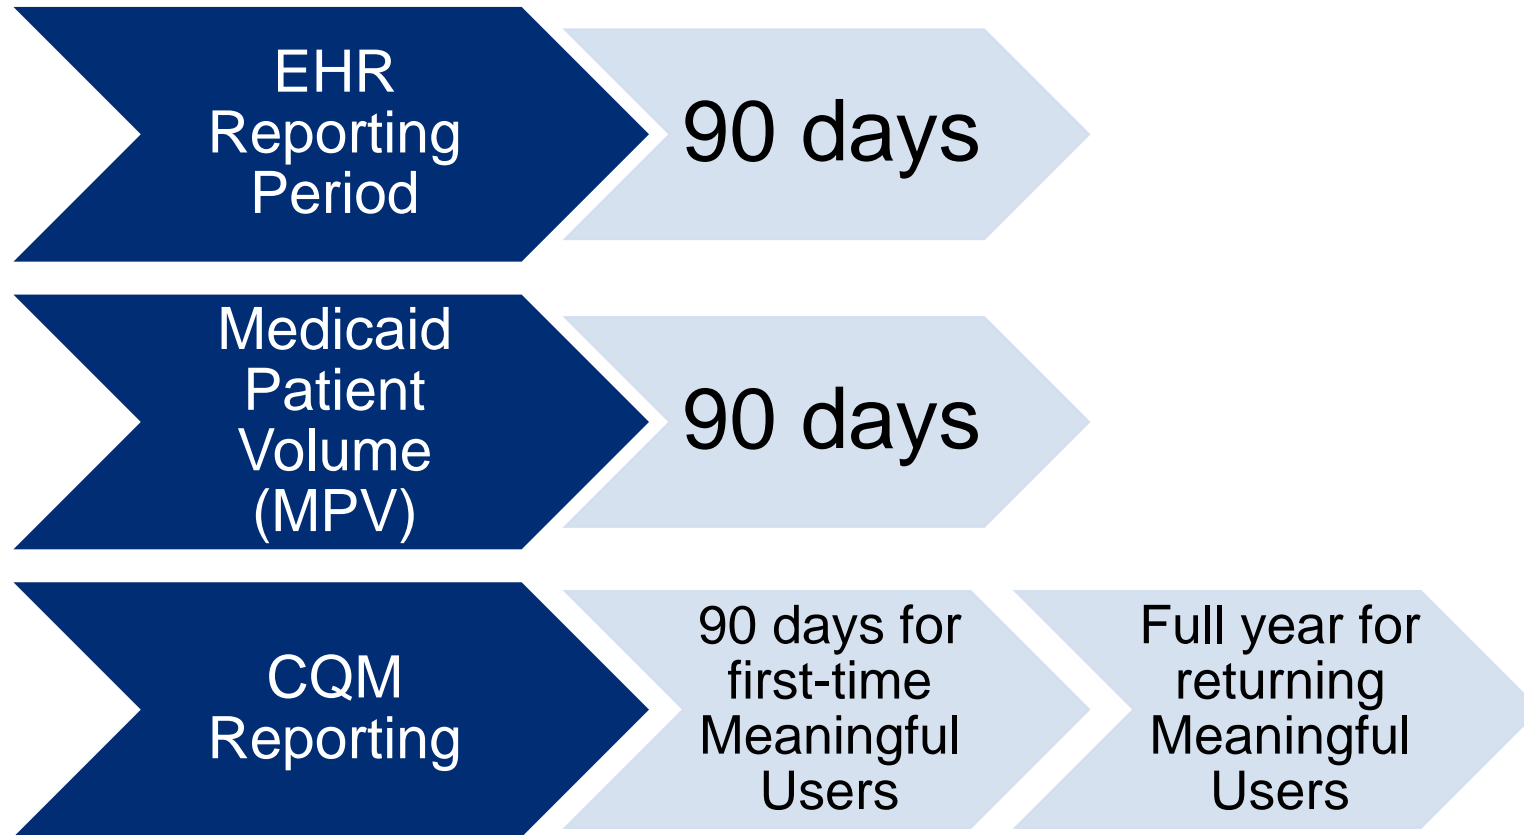 EHR
Reporting
Period
90 days
Medicaid
Patient
Volume
(MPV)
90 days
CQM
Reporting
90 days for
first-time
Meaningful
Users
Full year for
returning
Meaningful
Users